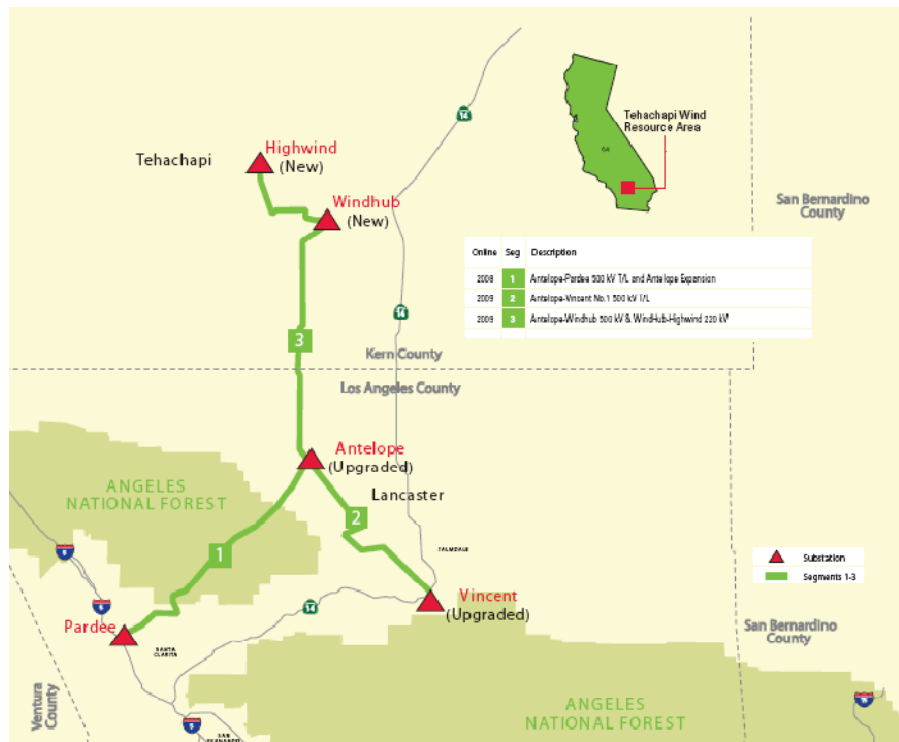 14
Tehachapi Wind
Resource Area
CA
Highwind
(New)
Tehachapi
San Bernardino
County
Windhub
(New)
Online Seg Description
2008 1 Antelope-Pardee 500 kV T/L and Antelope Expansion
2009 2 Antelope-Vincent No.1 500 kV T/L
2009 3 Antelope-Windhub 500 kV & WindHub-Highwind 220 kV
14
3
Kern County
Los Angeles County
Antelope
(Upgraded)
ANGELES
NATIONAL FOREST
Lancaster
2
1
PALMDALE
5
Substation
Segments 1-3
Vincent
(Upgraded)
5
14
Pardee
SANTA
CLARITA
San Bernardino
County
Ventura
County
ANGELES
NATIONAL FOREST
5
SAN
FERNANDO